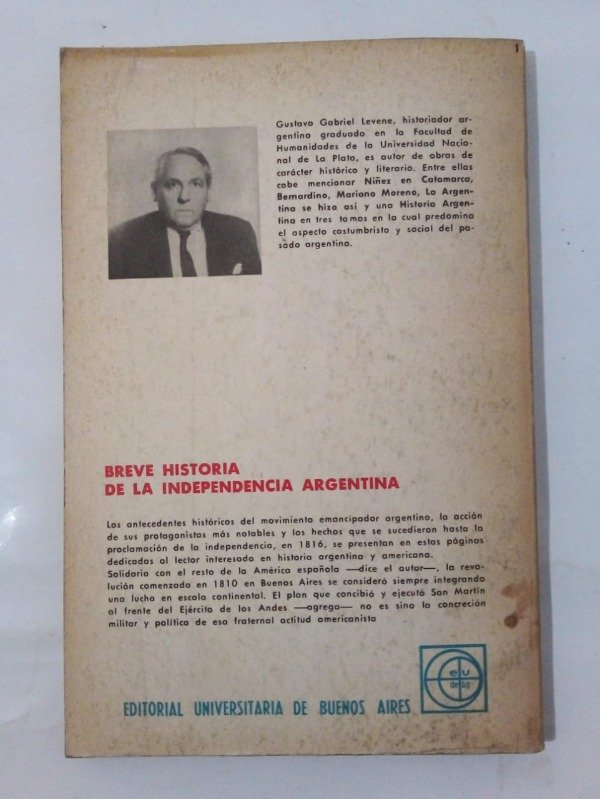 Gustavo Gabriel Levene, historiador ar-
gentino graduado en la Facultad de
Humanidades de la Universidad Nacio-
nal de La Plata, es autor de obras de
carácter histórico y literario. Entre ellas
cabe mencionar Niñez en Catamarca,
Bernardino, Mariano Moreno, La Argen-
tina se hizo así y una Historia Argen-
tina en tres tomos en la cual predomina
el aspecto costumbrista y social del pa-
sado argentino.
BREVE HISTORIA
DE LA INDEPENDENCIA ARGENTINA
Los antecedentes históricos del movimiento emancipador argentino, la acción
de sus protagonistas más notables y los hechos que se sucedieron hasta la
proclamación de la independencia, en 1816, se presentan en estas páginas
dedicadas al lector interesado en historia argentina y americana.
Solidaria con el resto de la América española —dice el autor—, la revo-
lución comenzada en 1810 en Buenos Aires se consideró siempre integrando
una lucha en escala continental. El plan que concibió y ejecutó San Martín
al frente del Ejército de los Andes —agrega— no es sino la concreción
militar y política de esa fraternal actitud americanista
EDITORIAL UNIVERSITARIA DE BUENOS AIRES
eu